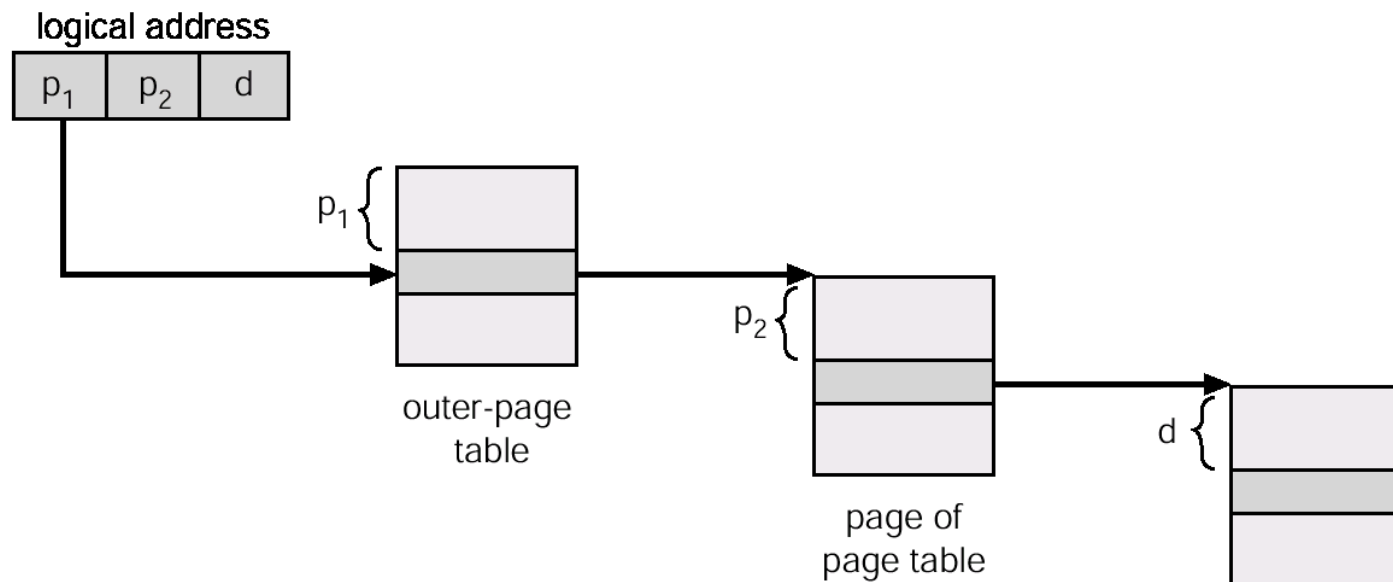 logical address
p₁ p₂ d
p₁
p₂
outer-page
table
d
page of
page table